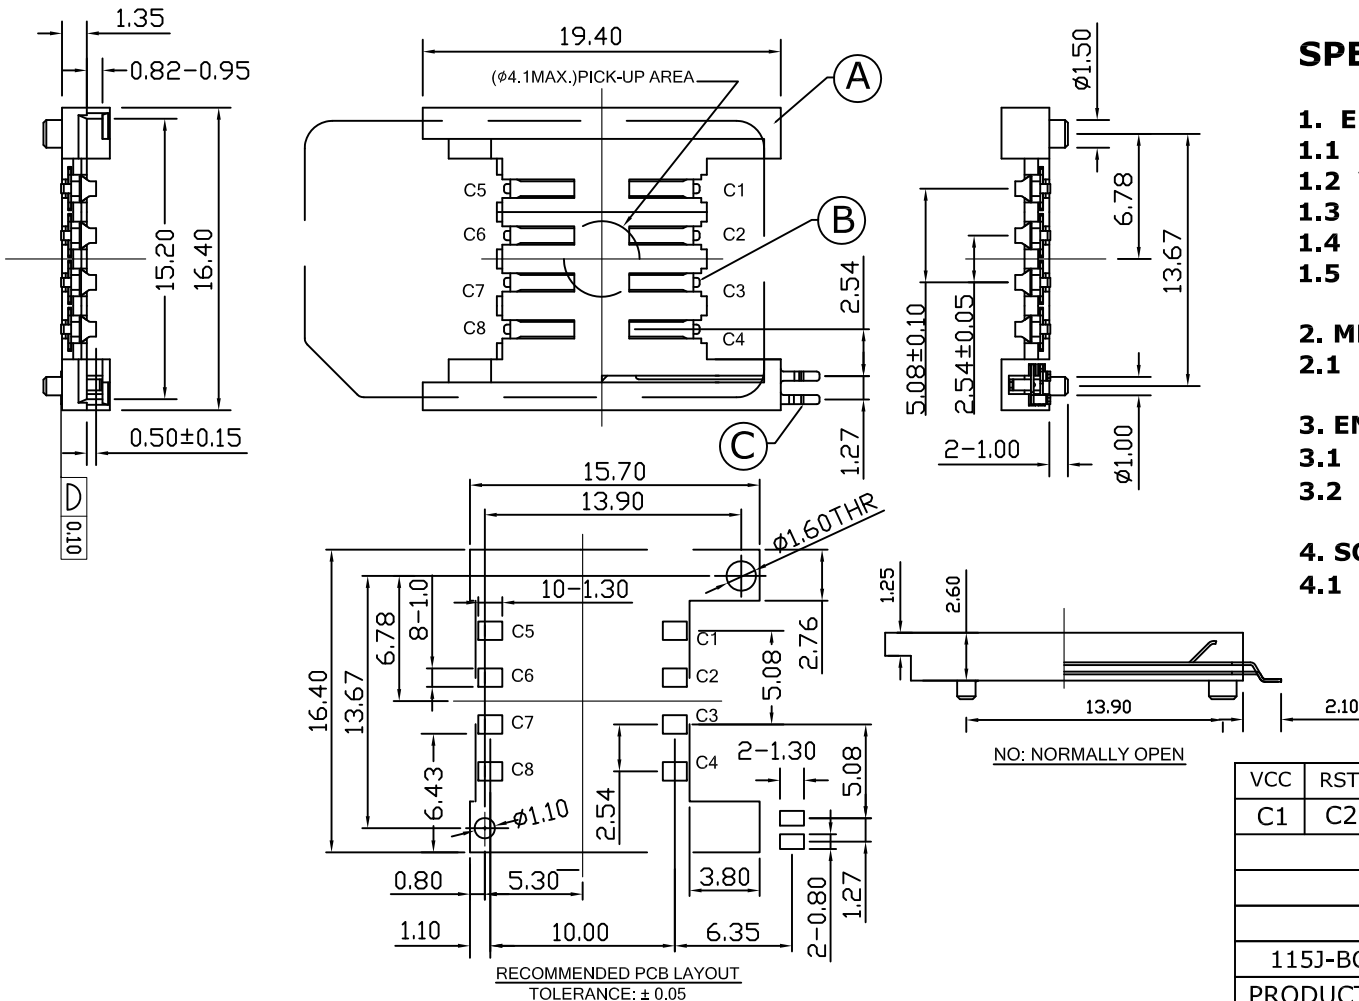 1.35
0.82-0.95
15.20
16.40
0.50±0.15
0.10
19.40
(ø4.1MAX.)PICK-UP AREA
A
B
C
C5
C1
C6
C2
C7
C3
C8
C4
2.54
1.27
ø1.50
6.78
13.67
5.08±0.10
2.54±0.05
2-1.00
ø1.00
SPE
1. E
1.1
1.2
1.3
1.4
1.5
2. M
2.1
3. EN
3.1
3.2
4. SO
4.1
15.70
13.90
ø1.60THR
10-1.30
8-1.0
6.78
13.67
16.40
6.43
C5
C1
C6
C2
C7
C3
C8
C4
2.76
5.08
2-1.30
5.08
2.54
ø1.10
0.80
5.30
3.80
1.27
2-0.80
1.10
10.00
6.35
RECOMMENDED PCB LAYOUT
TOLERANCE: ± 0.05
1.25
2.60
13.90
2.10
NO: NORMALLY OPEN
VCC RST
C1 C2
115J-BC
PRODUCT